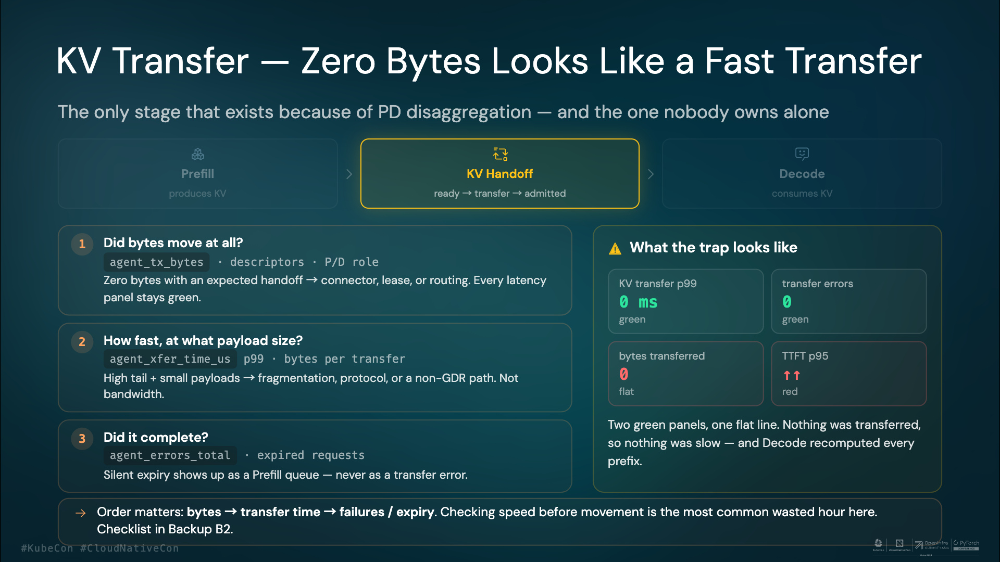 KV Transfer — Zero Bytes Looks Like a Fast Transfer
The only stage that exists because of PD disaggregation — and the one nobody owns alone
Prefill
produces KV
KV Handoff
ready → transfer → admitted
Decode
consumes KV
1
Did bytes move at all?
agent_tx_bytes · descriptors · P/D role
Zero bytes with an expected handoff → connector, lease, or routing. Every latency
panel stays green.
2
How fast, at what payload size?
agent_xfer_time_us p99 · bytes per transfer
High tail + small payloads → fragmentation, protocol, or a non-GDR path. Not
bandwidth.
3
Did it complete?
agent_errors_total · expired requests
Silent expiry shows up as a Prefill queue — never as a transfer error.
What the trap looks like
KV transfer p99
0 ms
green
transfer errors
0
green
bytes transferred
0
flat
TTFT p95
↑↑
red
Two green panels, one flat line. Nothing was transferred,
so nothing was slow — and Decode recomputed every
prefix.
→ Order matters: bytes → transfer time → failures / expiry. Checking speed before movement is the most common wasted hour here.
Checklist in Backup B2.
#KubeCon #CloudNativeCon
KubeCon
CloudNativeCon
OpenInfra
SUMMIT • ASIA
PyTorch
CONFERENCE